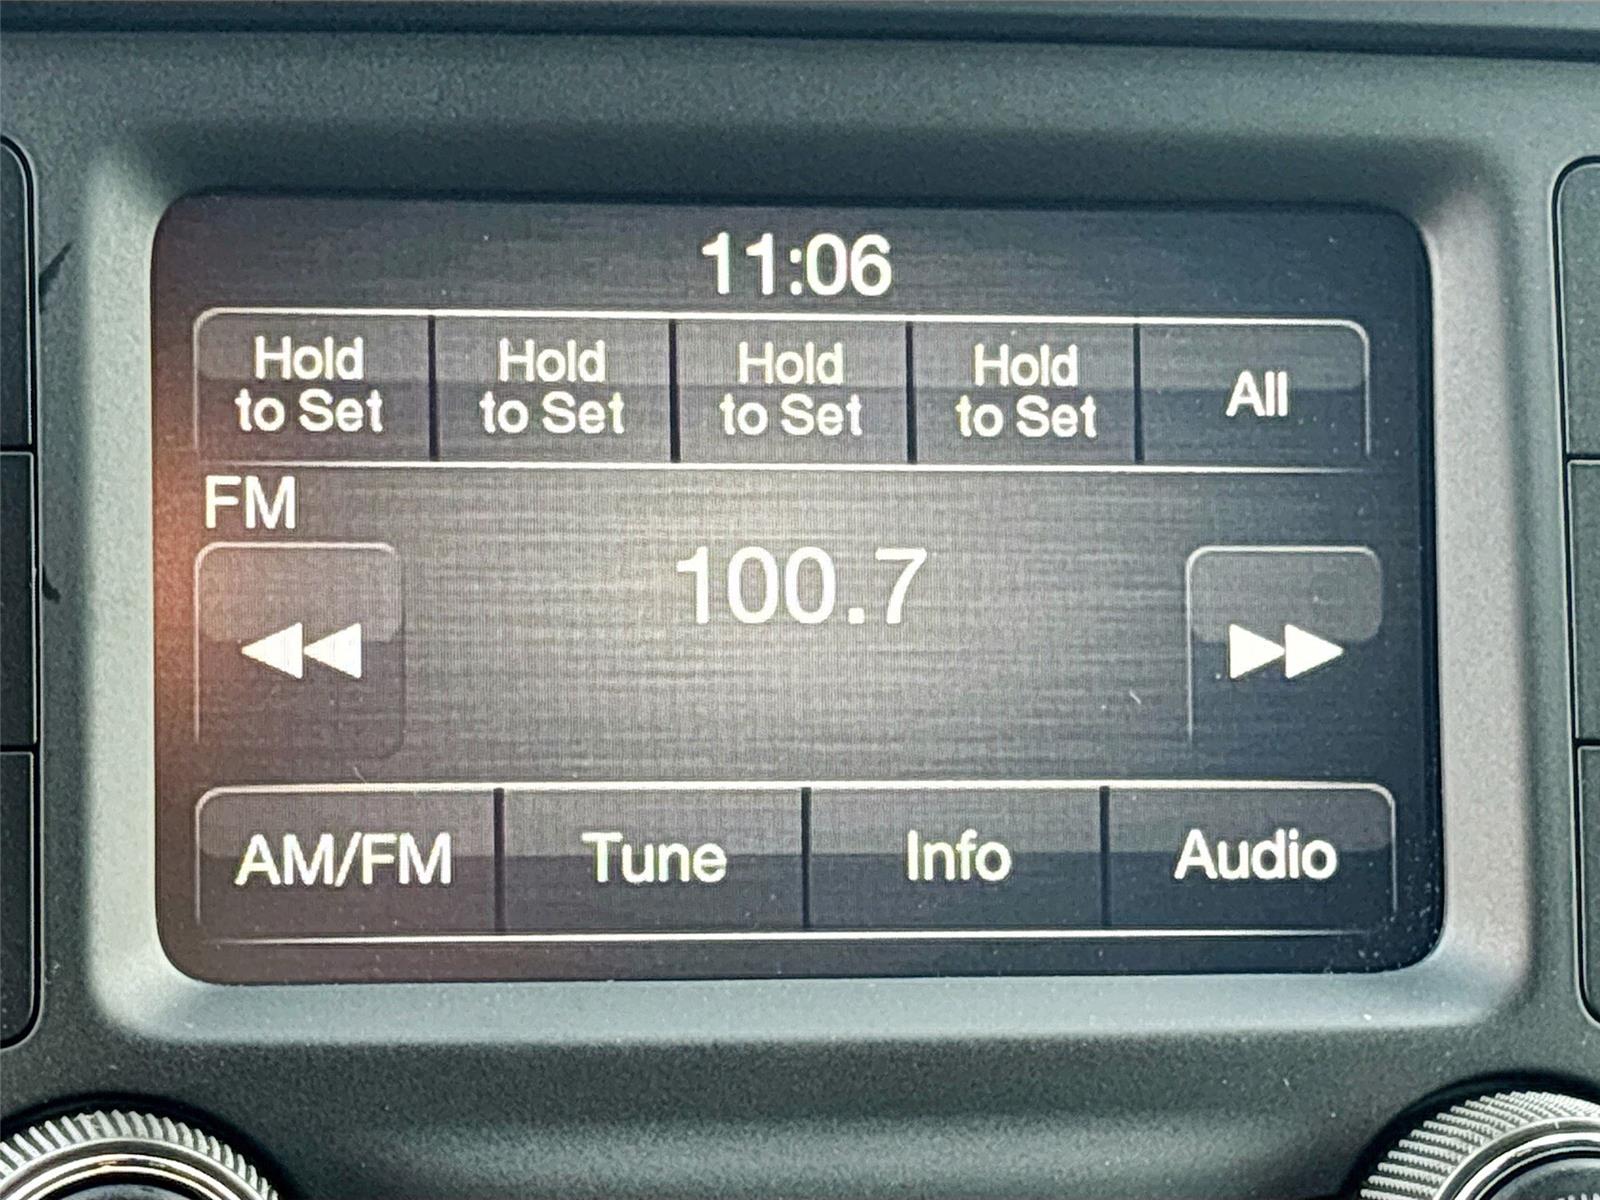 11:06
Hold to Set
Hold to Set
Hold to Set
Hold to Set
All
FM
100.7
AM/FM
Tune
Info
Audio